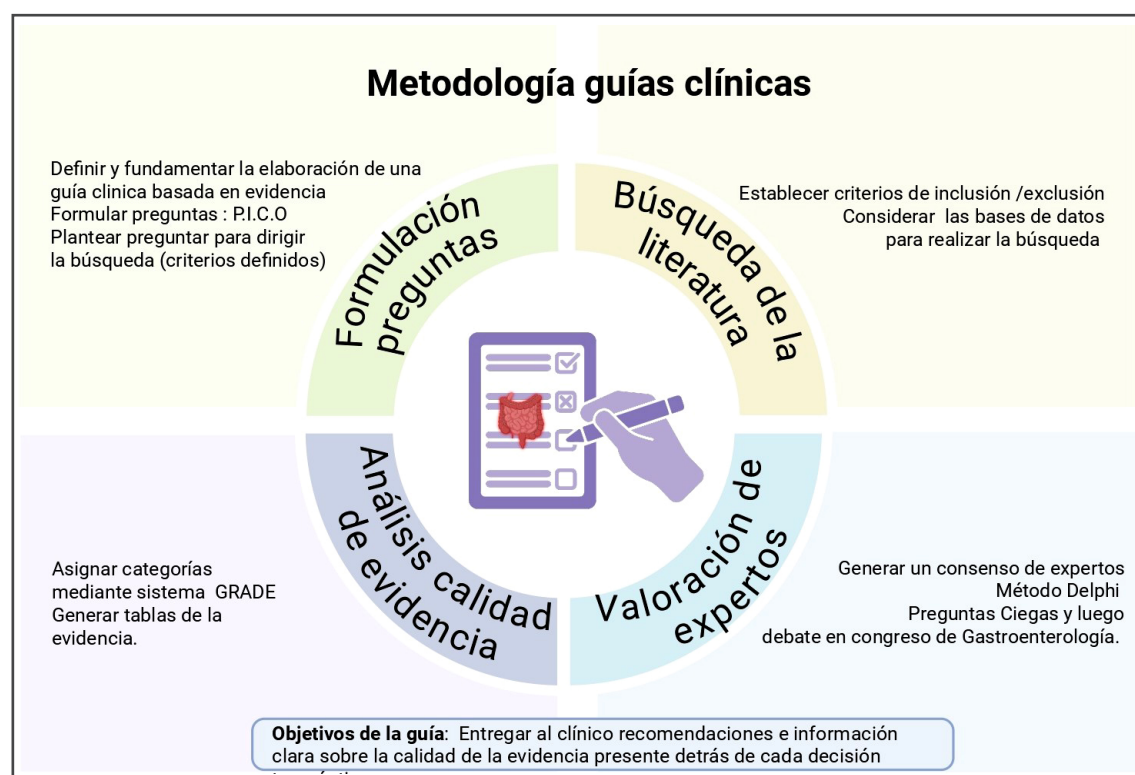 Metodología guías clínicas
Definir y fundamentar la elaboración de una
guía clinica basada en evidencia
Formular preguntas : P.I.C.O
Plantear preguntar para dirigir
la búsqueda (criterios definidos)
Formulación
preguntas
Búsqueda de la
literatura
Establecer criterios de inclusión /exclusión
Considerar las bases de datos
para realizar la búsqueda
Asignar categorías
mediante sistema GRADE
Generar tablas de la
evidencia.
Análisis calidad
de evidencia
Valoración de
expertos
Generar un consenso de expertos
Método Delphi
Preguntas Ciegas y luego
debate en congreso de Gastroenterología.
Objetivos de la guía: Entregar al clínico recomendaciones e información
clara sobre la calidad de la evidencia presente detrás de cada decisión